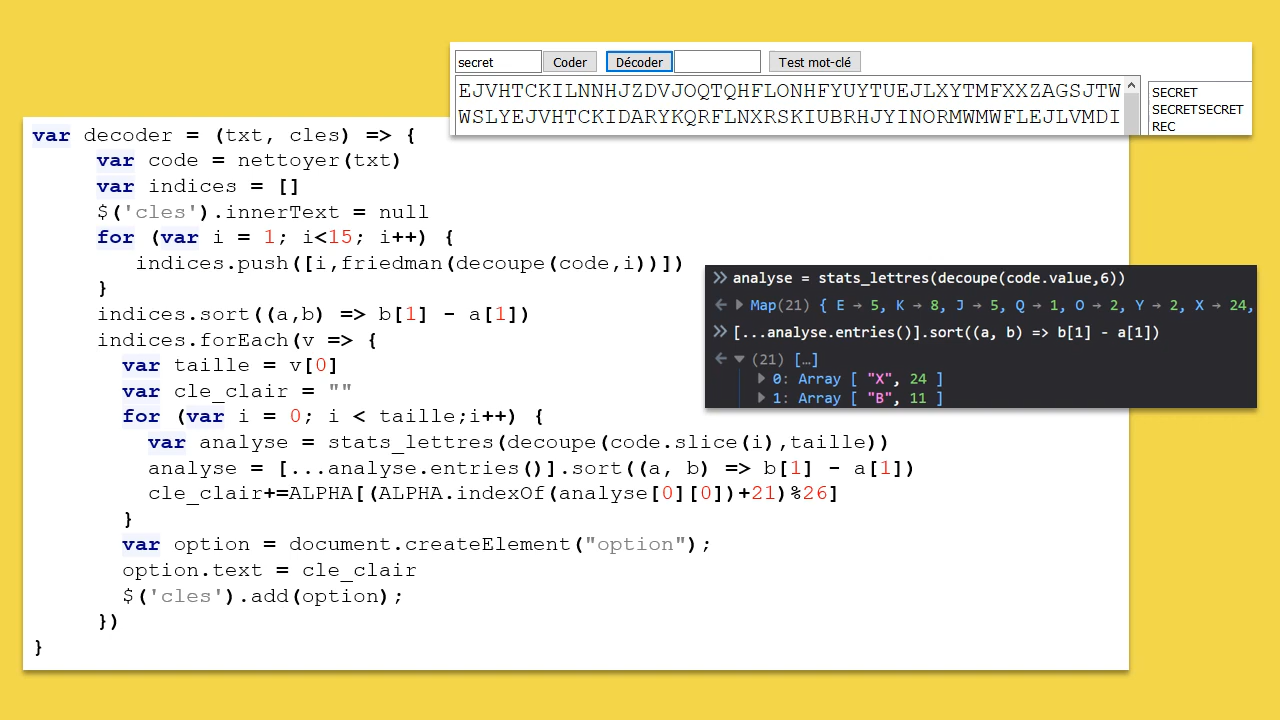 secret Coder Décoder Test mot-clé
EJVHTCKILNNHJZDVJOQTQHFLONHFYUYTUEJLXYTMFXXZAGSJTW
WSLYEJVHTCKIDARYKQRFLNXRSKIUBRHJYINORMWMWFLEJLVMDI
SECRET
SECRETSECRET
REC
var decoder = (txt, cles) => {
var code = nettoyer(txt)
var indices = []
$('cles').innerText = null
for (var i = 1; i<15; i++) {
indices.push([i,friedman(decoupe(code,i))])
}
indices.sort((a,b) => b[1] - a[1])
indices.forEach(v => {
var taille = v[0]
var cle_clair = ""
for (var i = 0; i < taille;i++) {
var analyse = stats_lettres(decoupe(code.slice(i),taille))
analyse = [...analyse.entries()].sort((a, b) => b[1] - a[1])
cle_clair+=ALPHA[(ALPHA.indexOf(analyse[0][0])+21)%26]
}
var option = document.createElement("option");
option.text = cle_clair
$('cles').add(option);
})
}
analyse = stats_lettres(decoupe(code.value,6))
Map(21) { E → 5, K → 8, J → 5, Q → 1, O → 2, Y → 2, X → 24,
[...analyse.entries()].sort((a, b) => b[1] - a[1])
(21) […]
0: Array [ "X", 24 ]
1: Array [ "B", 11 ]